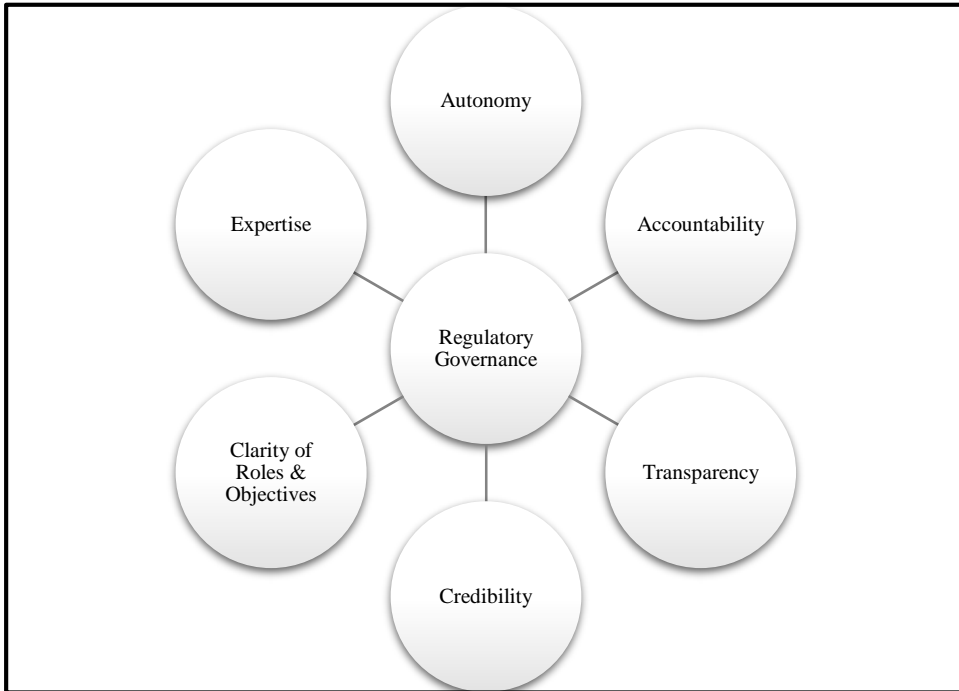 Autonomy
Expertise
Accountability
Regulatory
Governance
Clarity of
Roles &
Objectives
Transparency
Credibility